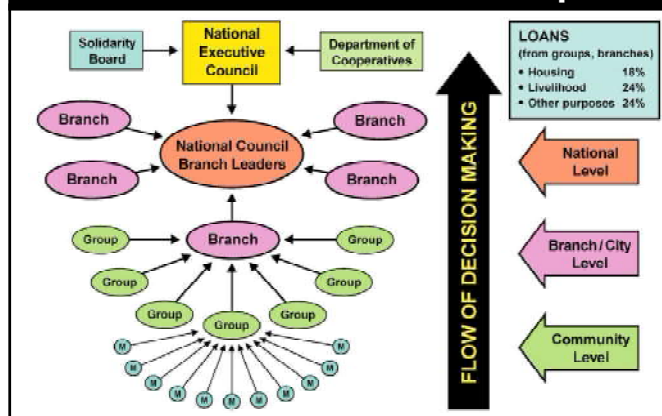 Solidarity
Board
National
Executive
Council
Department of
Cooperatives
LOANS
(from groups, branches)
• Housing 18%
• Livelihood 24%
• Other purposes 24%
Branch
Branch
National Council
Branch Leaders
Branch
Branch
FLOW OF DECISION MAKING
National
Level
Group
Branch
Group
Branch/City
Level
Group
Group
Group
Group
Group
Community
Level
M
M
M
M
M
M
M
M
M
M